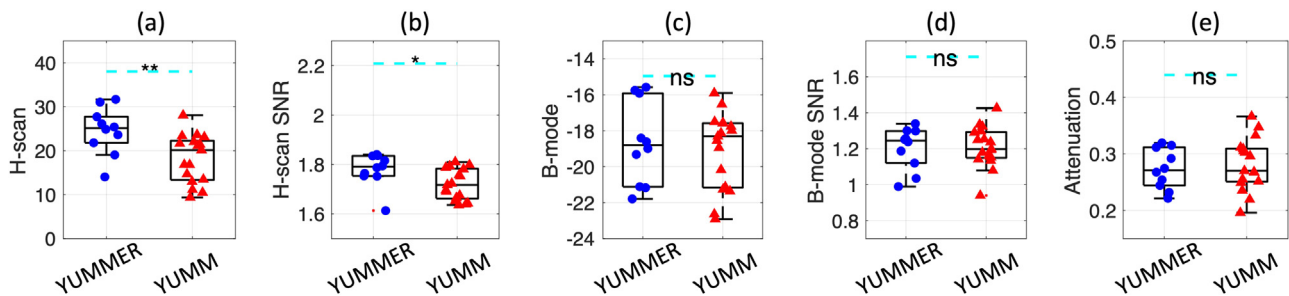 (a)
H-scan
40
30
20
10
0
**
YUMMER
YUMM
(b)
H-scan SNR
2.2
2
1.8
1.6
*
YUMMER
YUMM
(c)
B-mode
-14
-16
-18
-20
-22
-24
ns
YUMMER
YUMM
(d)
B-mode SNR
1.6
1.4
1.2
1
0.8
ns
YUMMER
YUMM
(e)
Attenuation
0.5
0.4
0.3
0.2
ns
YUMMER
YUMM